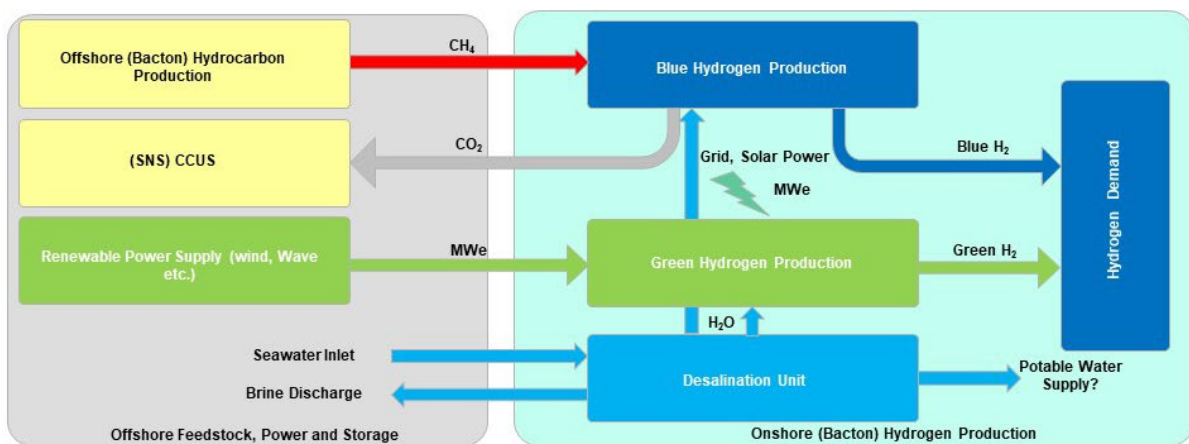 Offshore (Bacton) Hydrocarbon
Production
CH₄
Blue Hydrogen Production
(SNS) CCUS
CO₂
Grid, Solar Power
MWe
Blue H₂
Hydrogen Demand
Renewable Power Supply (wind, Wave
etc.)
MWe
Green Hydrogen Production
Green H₂
H₂O
Seawater Inlet
Brine Discharge
Desalination Unit
Potable Water
Supply?
Offshore Feedstock, Power and Storage
Onshore (Bacton) Hydrogen Production